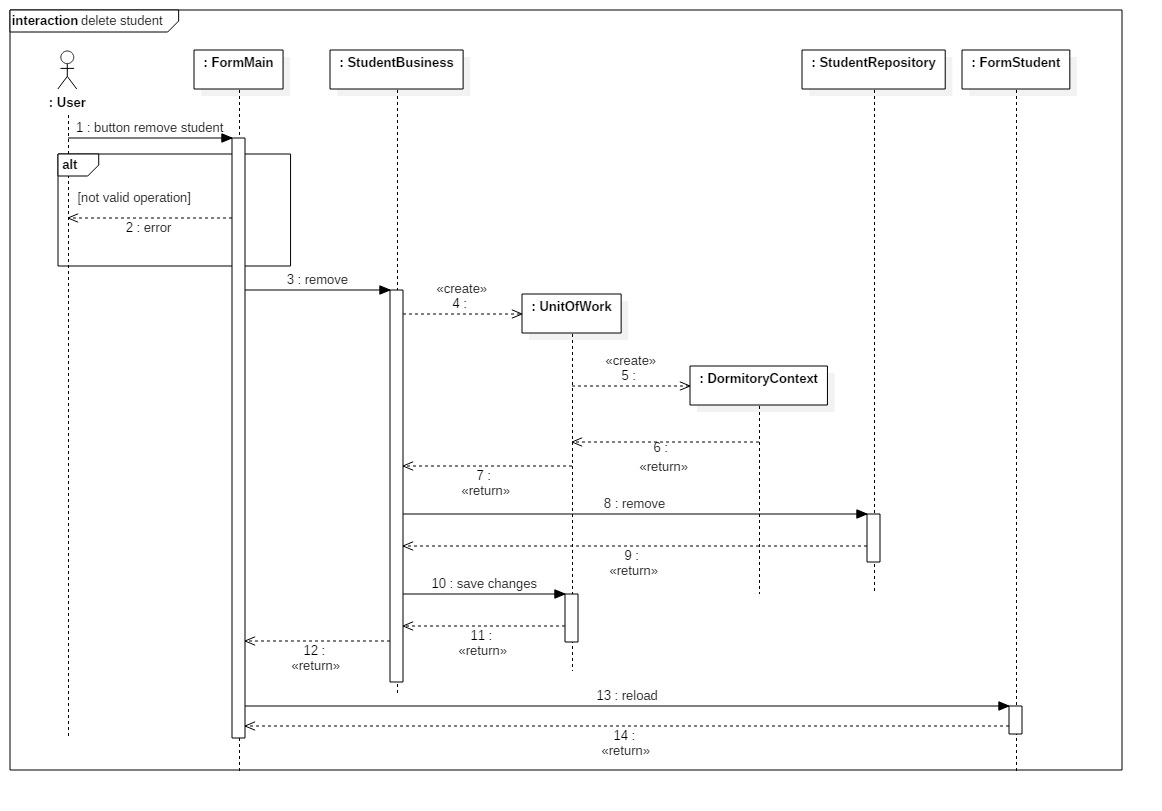 interaction delete student
: User
: FormMain
: StudentBusiness
: StudentRepository
: FormStudent
1 : button remove student
alt
[not valid operation]
2 : error
3 : remove
«create»
4 :
: UnitOfWork
«create»
5 :
: DormitoryContext
6 :
«return»
7 :
«return»
8 : remove
9 :
«return»
10 : save changes
11 :
«return»
12 :
«return»
13 : reload
14 :
«return»